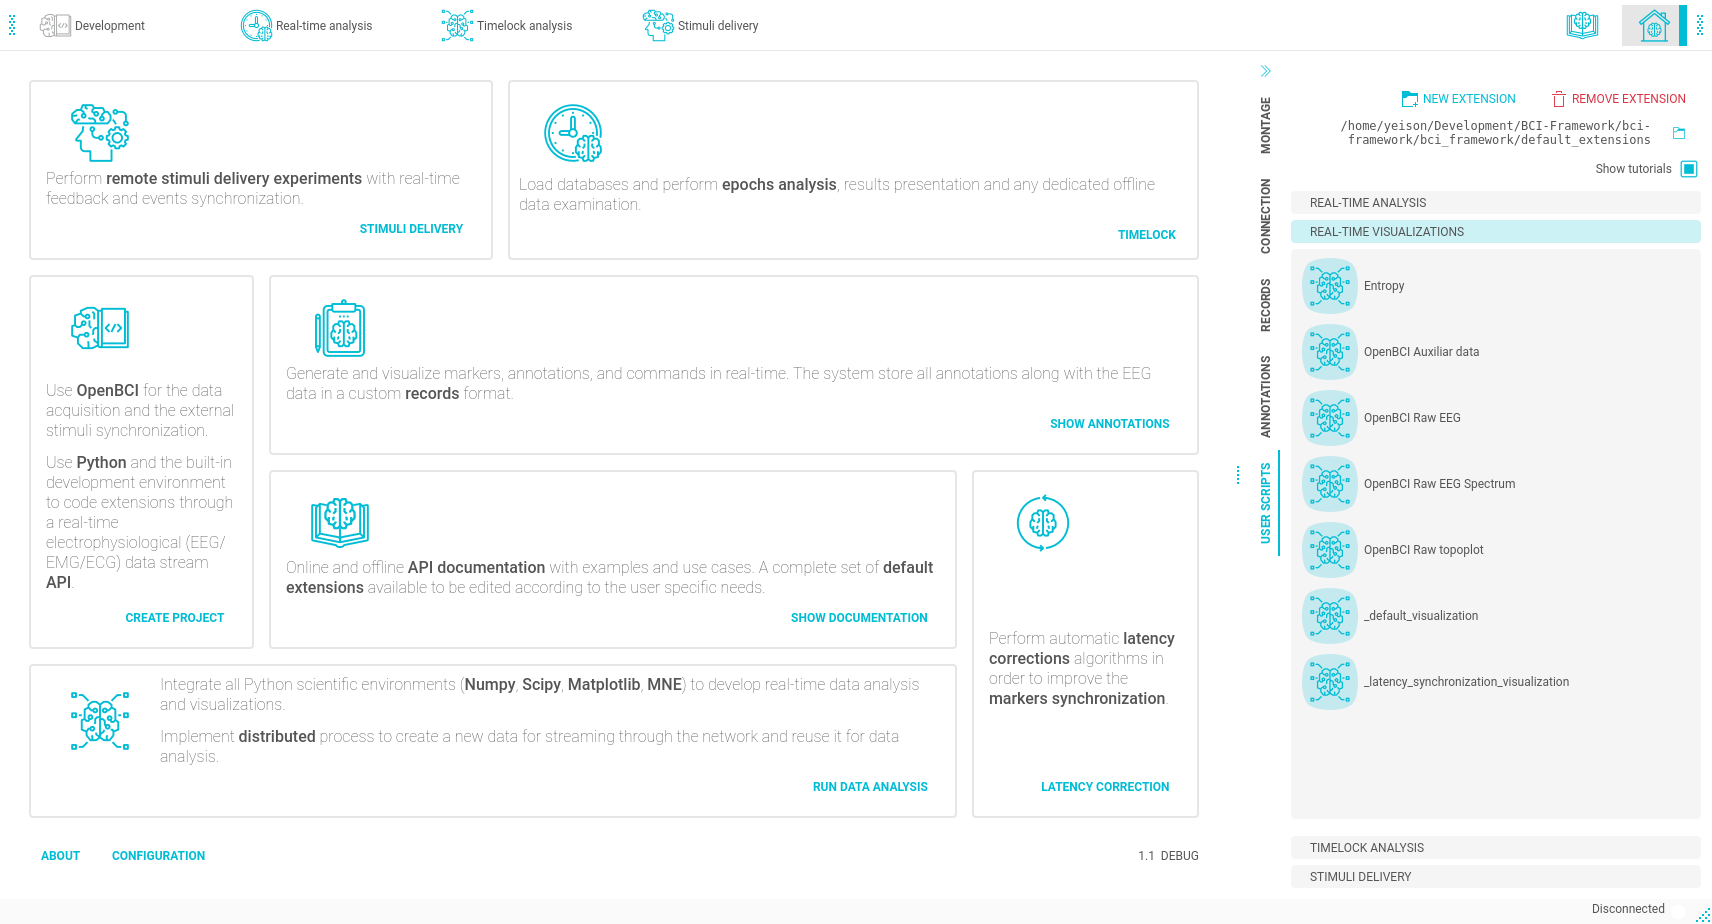 Development
Real-time analysis
Timelock analysis
Stimuli delivery
Perform remote stimuli delivery experiments with real-time
feedback and events synchronization.
STIMULI DELIVERY
Load databases and perform epochs analysis, results presentation and any dedicated offline
data examination.
TIMELOCK
Use OpenBCI for the data
acquisition and the external
stimuli synchronization.
Use Python and the built-in
development environment
to code extensions through
a real-time
electrophysiological (EEG/
EMG/ECG) data stream
API.
CREATE PROJECT
Generate and visualize markers, annotations, and commands in real-time. The system store all annotations along with the EEG
data in a custom records format.
SHOW ANNOTATIONS
Online and offline API documentation with examples and use cases. A complete set of default
extensions available to be edited according to the user specific needs.
SHOW DOCUMENTATION
Perform automatic latency
corrections algorithms in
order to improve the
markers synchronization.
LATENCY CORRECTION
Integrate all Python scientific environments (Numpy, Scipy, Matplotlib, MNE) to develop real-time data analysis
and visualizations.
Implement distributed process to create a new data for streaming through the network and reuse it for data
analysis.
RUN DATA ANALYSIS
ABOUT
CONFIGURATION
1.1 DEBUG
MONTAGE
CONNECTION
RECORDS
ANNOTATIONS
USER SCRIPTS
NEW EXTENSION
REMOVE EXTENSION
/home/yeison/Development/BCI-Framework/bci-
framework/bci_framework/default_extensions
Show tutorials
REAL-TIME ANALYSIS
REAL-TIME VISUALIZATIONS
Entropy
OpenBCI Auxiliar data
OpenBCI Raw EEG
OpenBCI Raw EEG Spectrum
OpenBCI Raw topoplot
_default_visualization
_latency_synchronization_visualization
TIMELOCK ANALYSIS
STIMULI DELIVERY
Disconnected